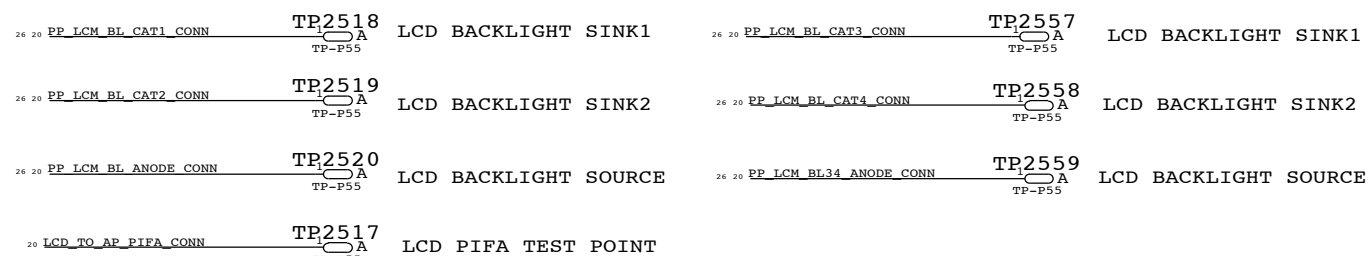 26 20 PP_LCM_BL_CAT1_CONN 1 TP2518 A TP-P55 LCD BACKLIGHT SINK1
26 20 PP_LCM_BL_CAT2_CONN 1 TP2519 A TP-P55 LCD BACKLIGHT SINK2
26 20 PP_LCM_BL_ANODE_CONN 1 TP2520 A TP-P55 LCD BACKLIGHT SOURCE
20 LCD_TO_AP_PIFA_CONN 1 TP2517 A LCD PIFA TEST POINT
26 20 PP_LCM_BL_CAT3_CONN 1 TP2557 A TP-P55 LCD BACKLIGHT SINK1
26 20 PP_LCM_BL_CAT4_CONN 1 TP2558 A TP-P55 LCD BACKLIGHT SINK2
26 20 PP_LCM_BL34_ANODE_CONN 1 TP2559 A TP-P55 LCD BACKLIGHT SOURCE